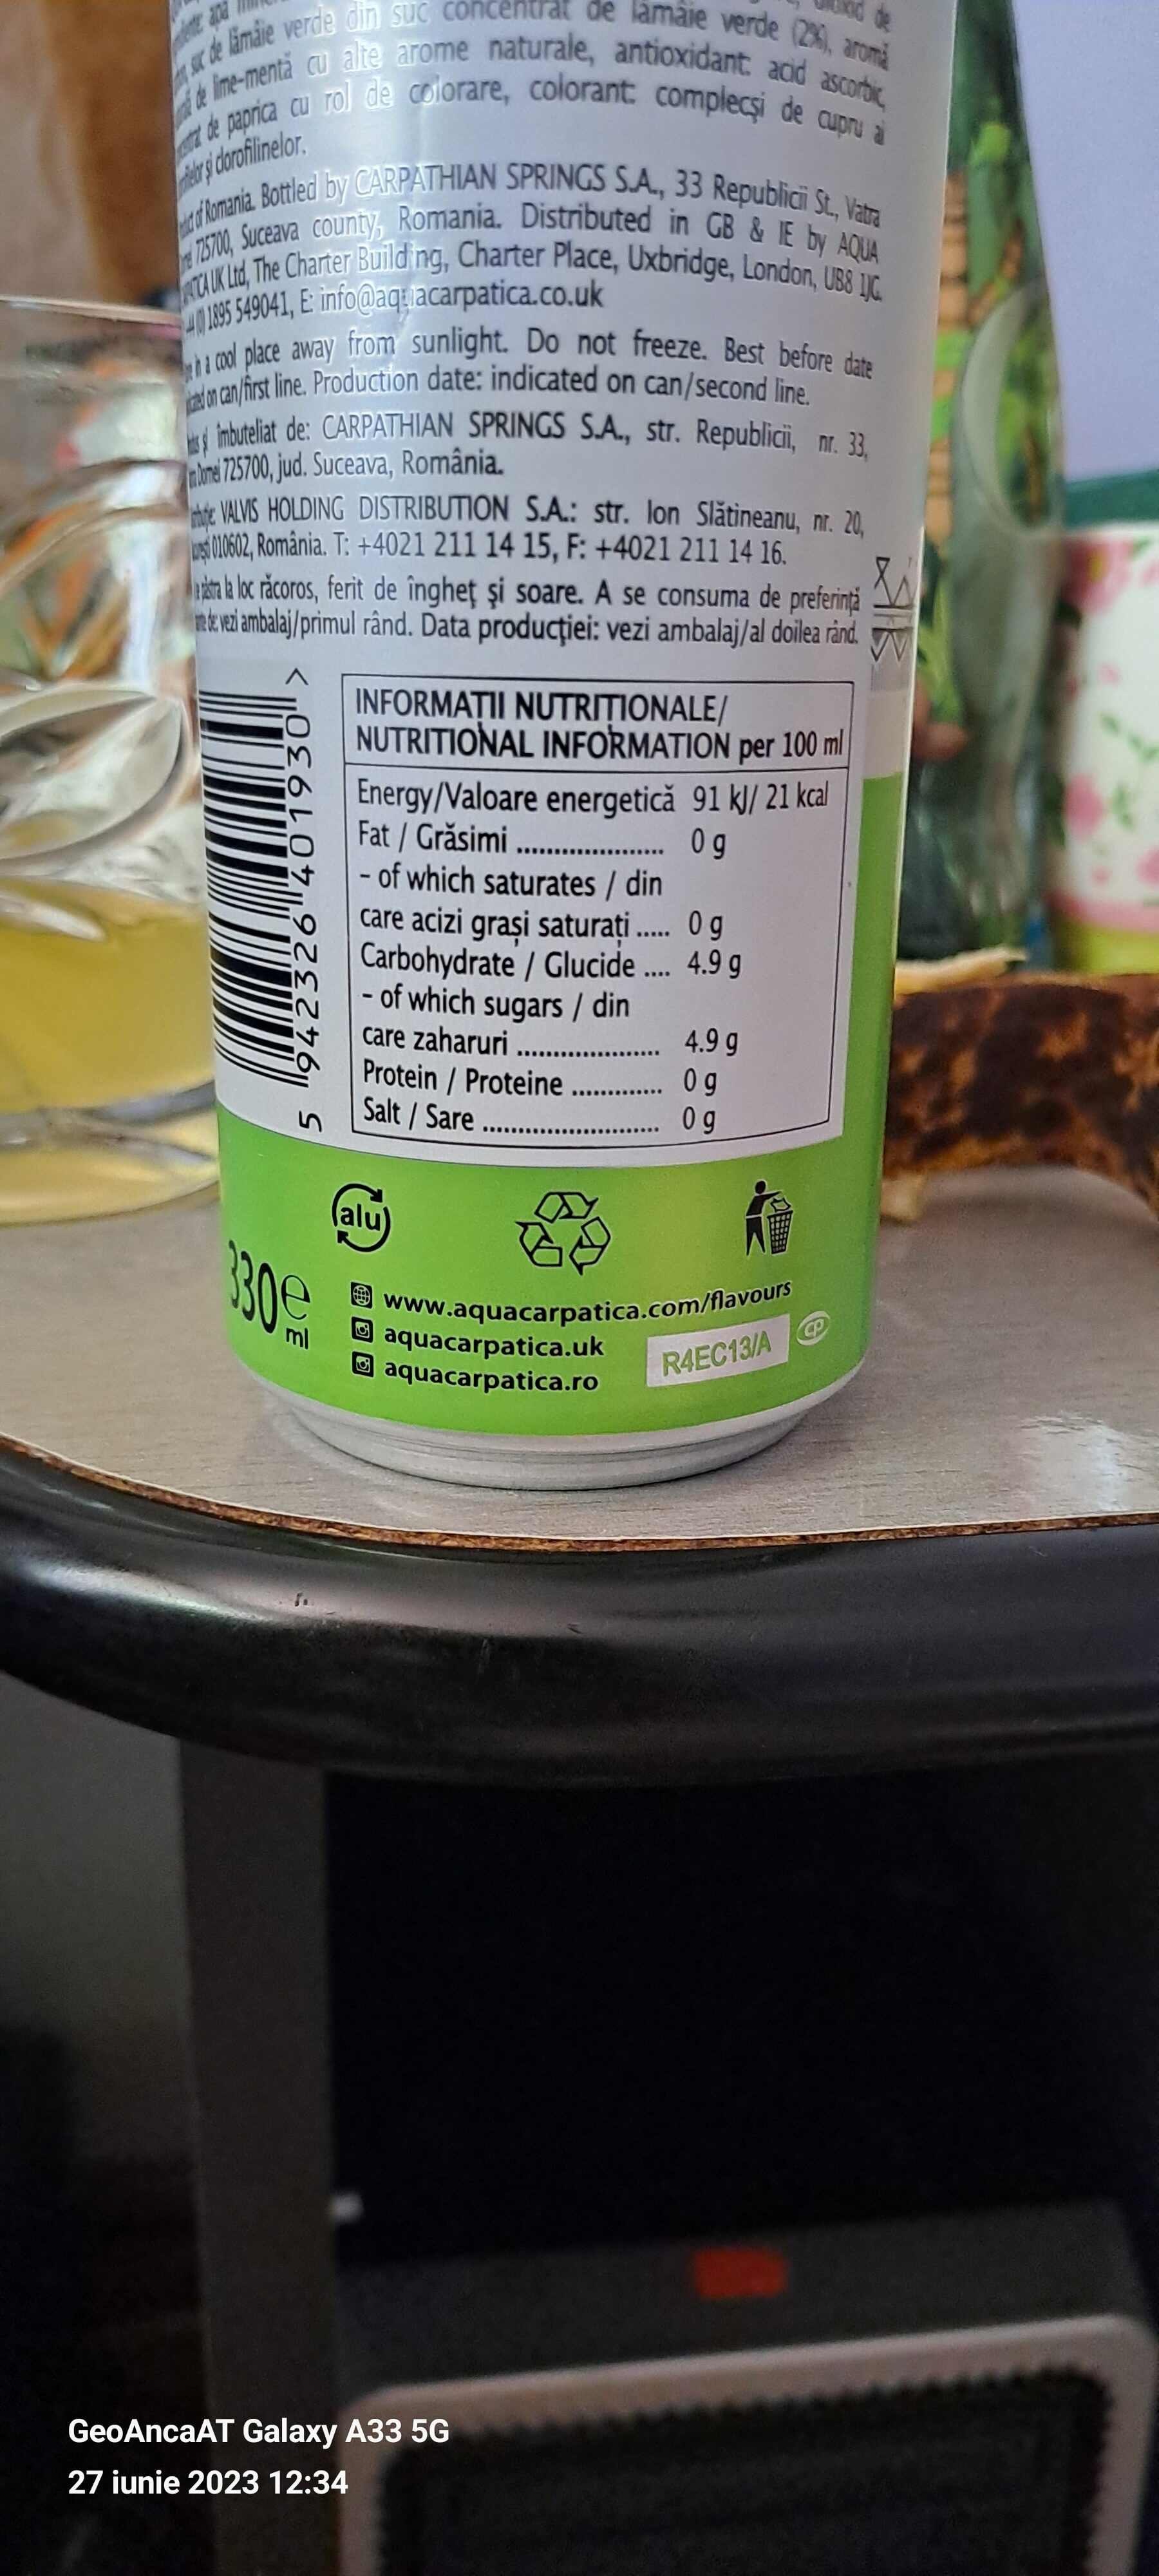 suc de lămâie verde din suc concentrat de lămâie verde (2%), aromă
de lime-mentă cu alte arome naturale, antioxidant: acid ascorbic,
de paprica cu rol de colorare, colorant: complecși de cupru ai
și clorofilinelor.
of Romania. Bottled by CARPATHIAN SPRINGS S.A., 33 Republicii St., Vatra
725700, Suceava county, Romania. Distributed in GB & IE by AQUA
UK Ltd, The Charter Building, Charter Place, Uxbridge, London, UB8 1JG.
(0) 1895 549041, E: info@aquacarpatica.co.uk
in a cool place away from sunlight. Do not freeze. Best before date
on can/first line. Production date: indicated on can/second line.
și îmbuteliat de: CARPATHIAN SPRINGS S.A., str. Republicii, nr. 33,
Dornei 725700, jud. Suceava, România.
VALVIS HOLDING DISTRIBUTION S.A.: str. Ion Slătineanu, nr. 20,
010602, România. T: +4021 211 14 15, F: +4021 211 14 16.
la loc răcoros, ferit de îngheț și soare. A se consuma de preferință
de: vezi ambalaj/primul rând. Data producției: vezi ambalaj/al doilea rând.
5 942326 401930 >
INFORMAȚII NUTRIȚIONALE/
NUTRITIONAL INFORMATION per 100 ml
Energy/Valoare energetică 91 kJ/ 21 kcal
Fat / Grăsimi ..................... 0 g
- of which saturates / din
care acizi grași saturați ..... 0 g
Carbohydrate / Glucide .... 4.9 g
- of which sugars / din
care zaharuri .................... 4.9 g
Protein / Proteine ............. 0 g
Salt / Sare ......................... 0 g
alu
330 ml e
www.aquacarpatica.com/flavours
aquacarpatica.uk
aquacarpatica.ro
R4EC13/A CP
GeoAncaAT Galaxy A33 5G
27 iunie 2023 12:34